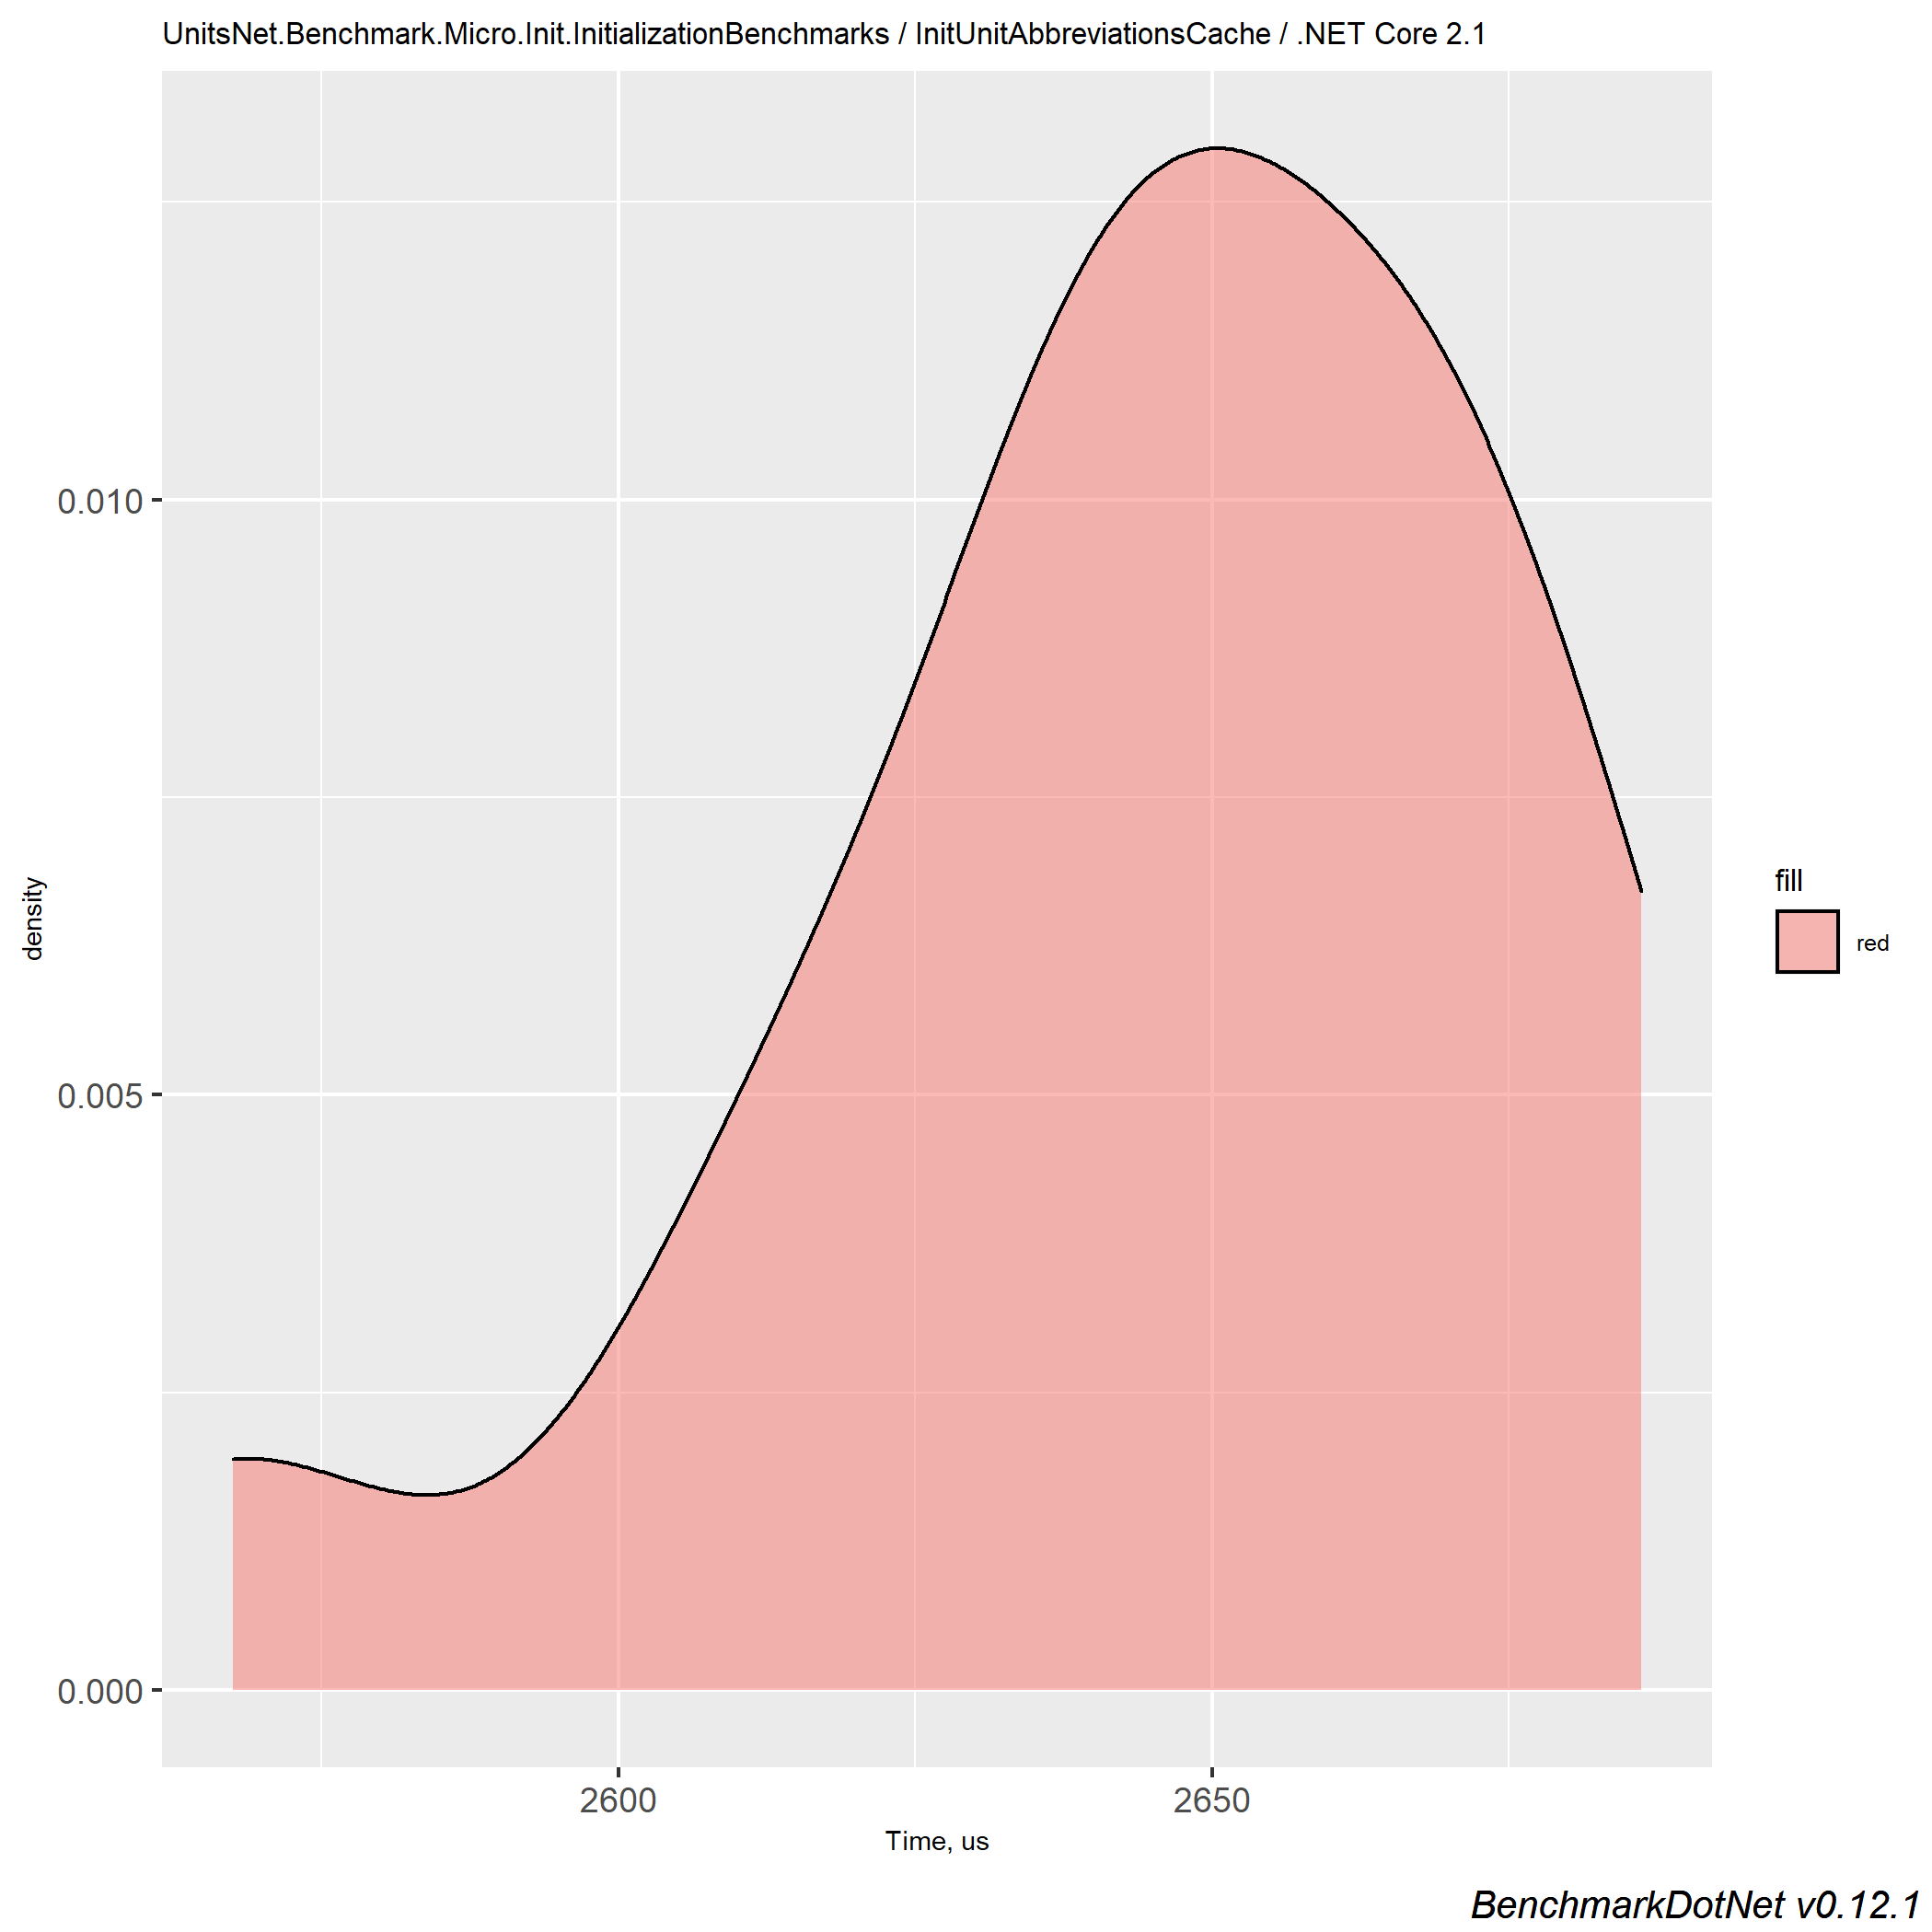 UnitsNet.Benchmark.Micro.Init.InitializationBenchmarks / InitUnitAbbreviationsCache / .NET Core 2.1
0.010
0.005
0.000
density
2600
2650
Time, us
fill
red
BenchmarkDotNet v0.12.1